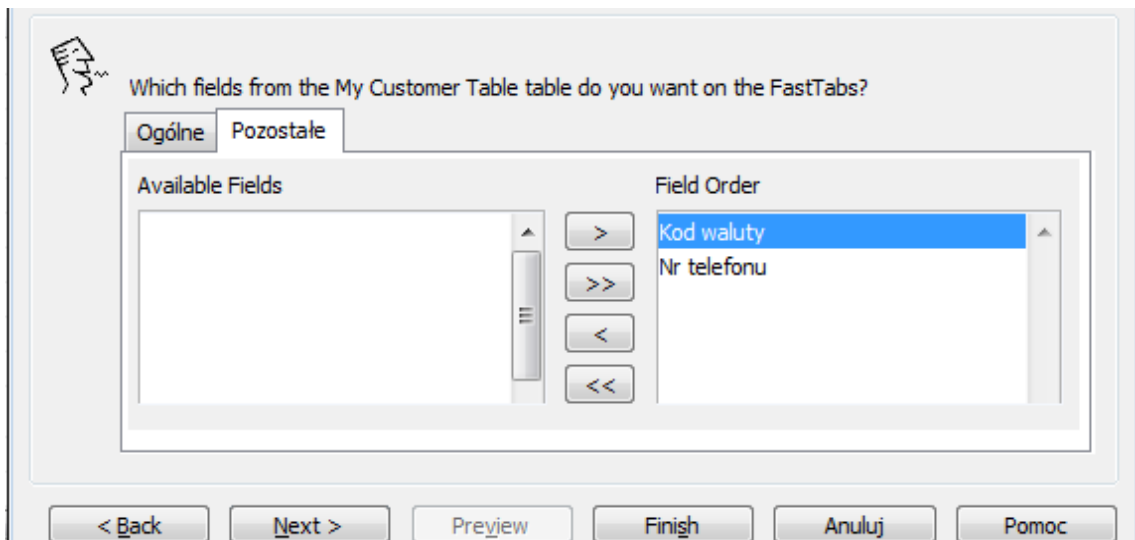 Which fields from the My Customer Table table do you want on the FastTabs?
Ogólne Pozostałe
Available Fields
Field Order
>
>>
<
<<
Kod waluty
Nr telefonu
< Back Next > Preview Finish Anuluj Pomoc